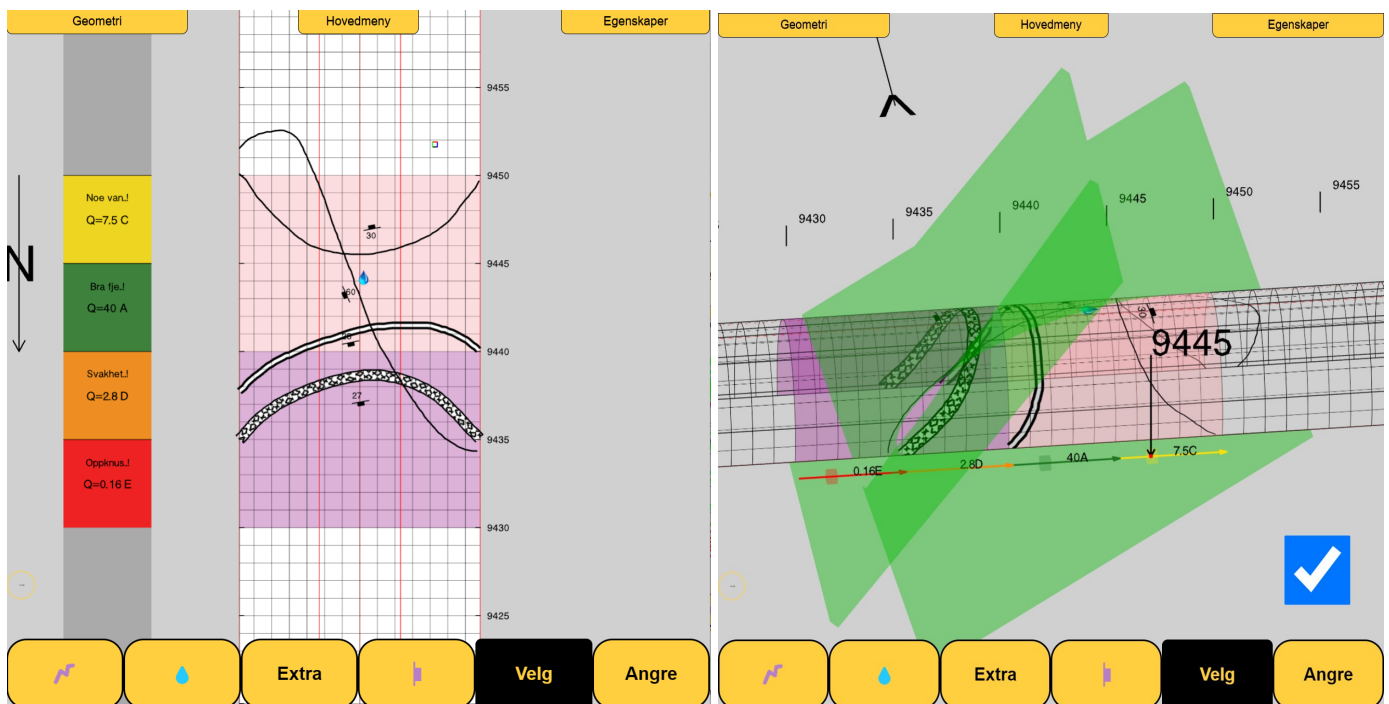 Geometri
Hovedmeny
Egenskaper
9455
9450
Noe van.!
Q=7.5 C
30
N
9445
Bra fje.!
Q=40 A
60
9440
Svakhet.!
Q=2.8 D
27
9435
Oppknus.!
Q=0.16 E
9430
9425
Extra
Velg
Angre
Geometri
Hovedmeny
Egenskaper
9430
9435
9440
9445
9450
9455
30
9445
0.16E
2.8D
40A
7.5C
Extra
Velg
Angre